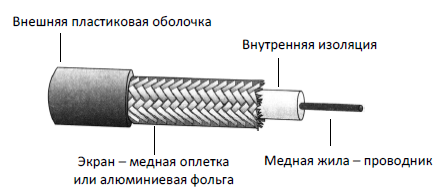 Внешняя пластиковая оболочка
Внутренняя изоляция
Экран – медная оплетка
или алюминиевая фольга
Медная жила – проводник